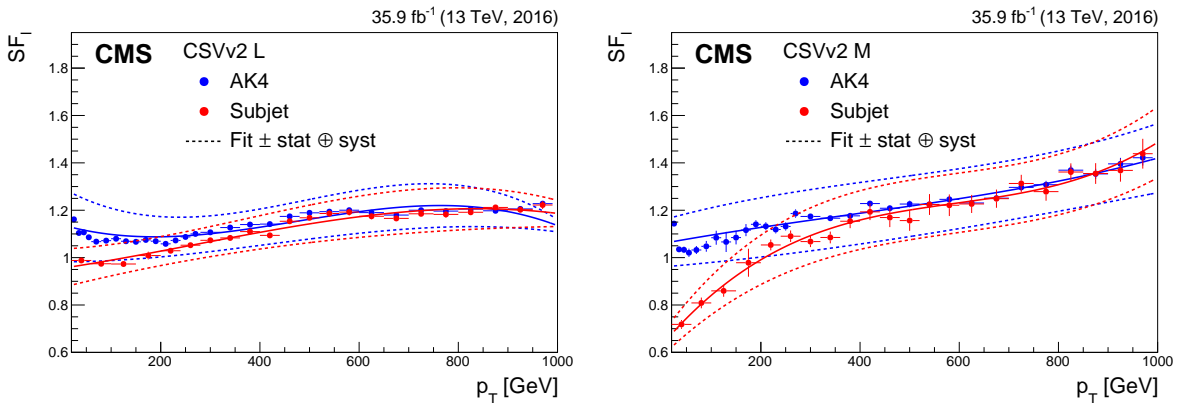 35.9 fb⁻¹ (13 TeV, 2016)
SF_l
CMS CSVv2 L
AK4
Subjet
Fit ± stat ⊕ syst
1.8
1.6
1.4
1.2
1
0.8
0.6
200 400 600 800 1000
p_T [GeV]
35.9 fb⁻¹ (13 TeV, 2016)
SF_l
CMS CSVv2 M
AK4
Subjet
Fit ± stat ⊕ syst
1.8
1.6
1.4
1.2
1
0.8
0.6
200 400 600 800 1000
p_T [GeV]